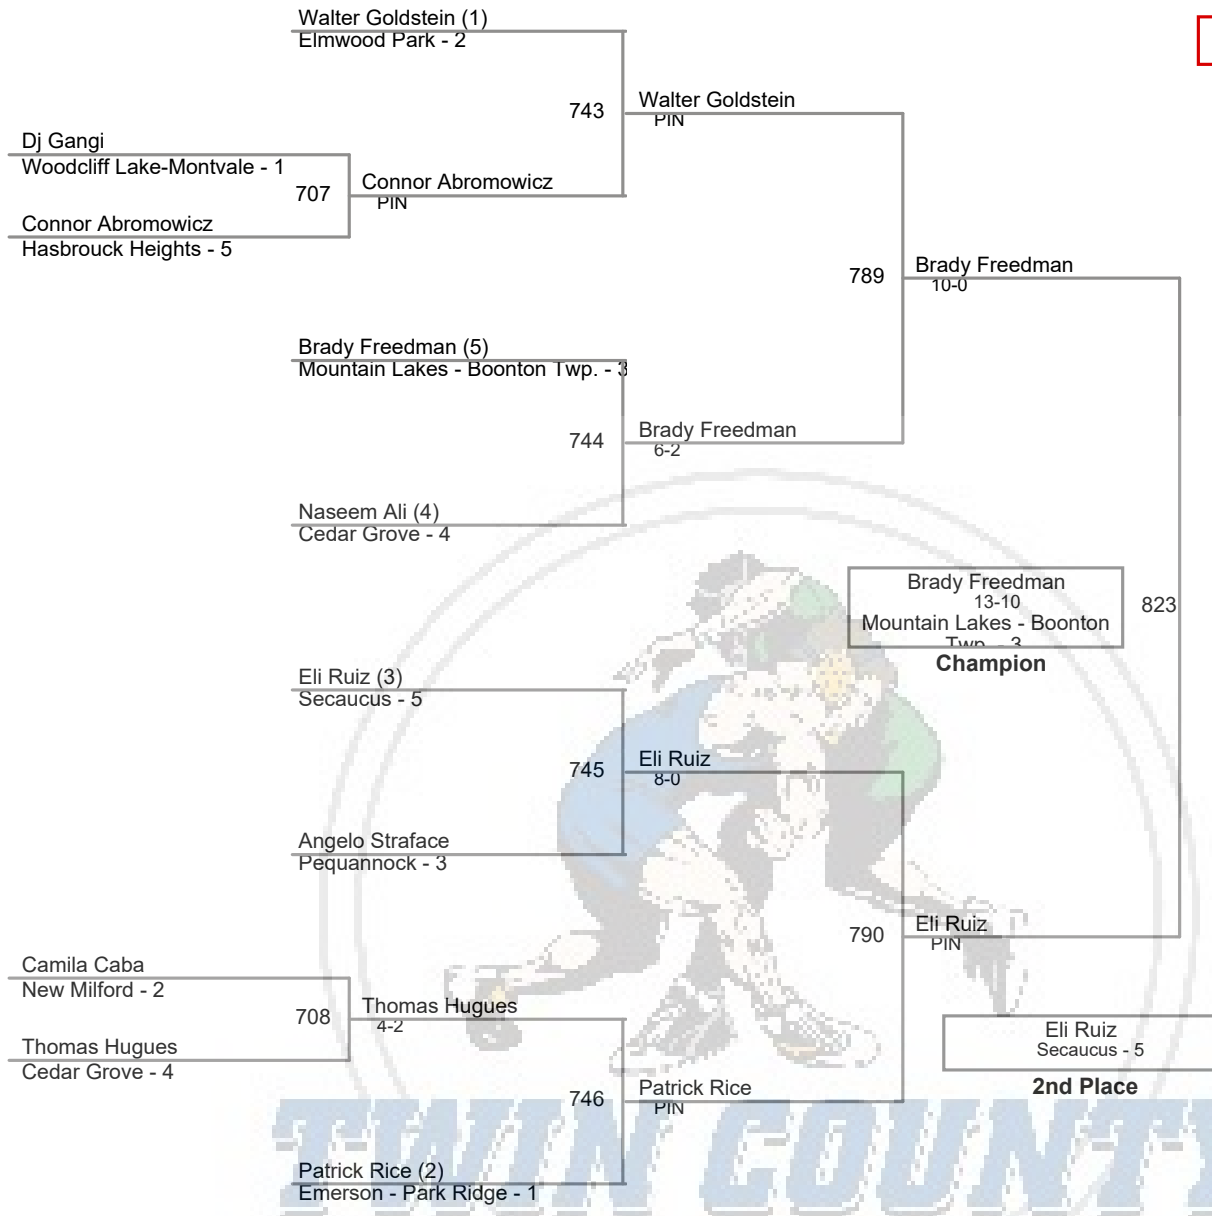 Walter Goldstein (1)
Elmwood Park - 2
743
Walter Goldstein
PIN
Dj Gangi
Woodcliff Lake-Montvale - 1
707
Connor Abromowicz
PIN
Connor Abromowicz
Hasbrouck Heights - 5
789
Brady Freedman
10-0
Brady Freedman (5)
Mountain Lakes - Boonton Twp. - 3
744
Brady Freedman
6-2
Naseem Ali (4)
Cedar Grove - 4
Brady Freedman
13-10
Mountain Lakes - Boonton
Twp. - 3
823
Champion
Eli Ruiz (3)
Secaucus - 5
745
Eli Ruiz
8-0
Angelo Straface
Pequannock - 3
790
Eli Ruiz
PIN
Camila Caba
New Milford - 2
708
Thomas Hugues
4-2
Thomas Hugues
Cedar Grove - 4
Eli Ruiz
Secaucus - 5
2nd Place
746
Patrick Rice
PIN
TWIN COUNTY
Patrick Rice (2)
Emerson - Park Ridge - 1